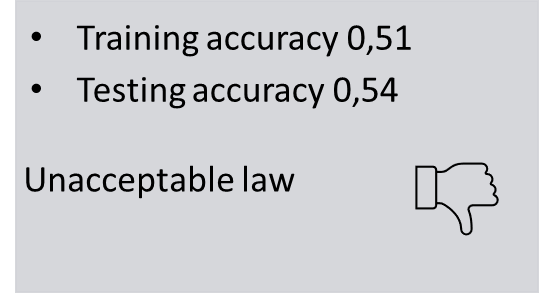 • Training accuracy 0,51
• Testing accuracy 0,54
Unacceptable law